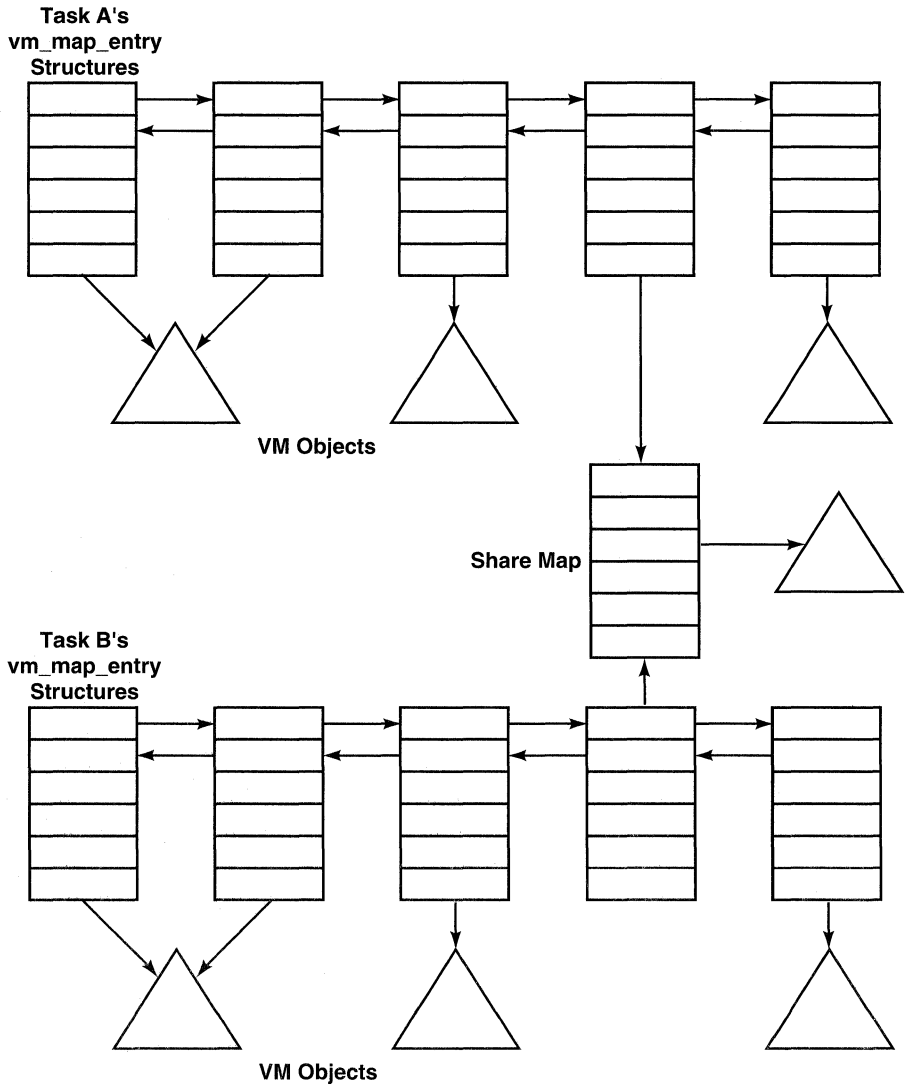 Task A's
vm_map_entry
Structures
VM Objects
Share Map
Task B's
vm_map_entry
Structures
VM Objects